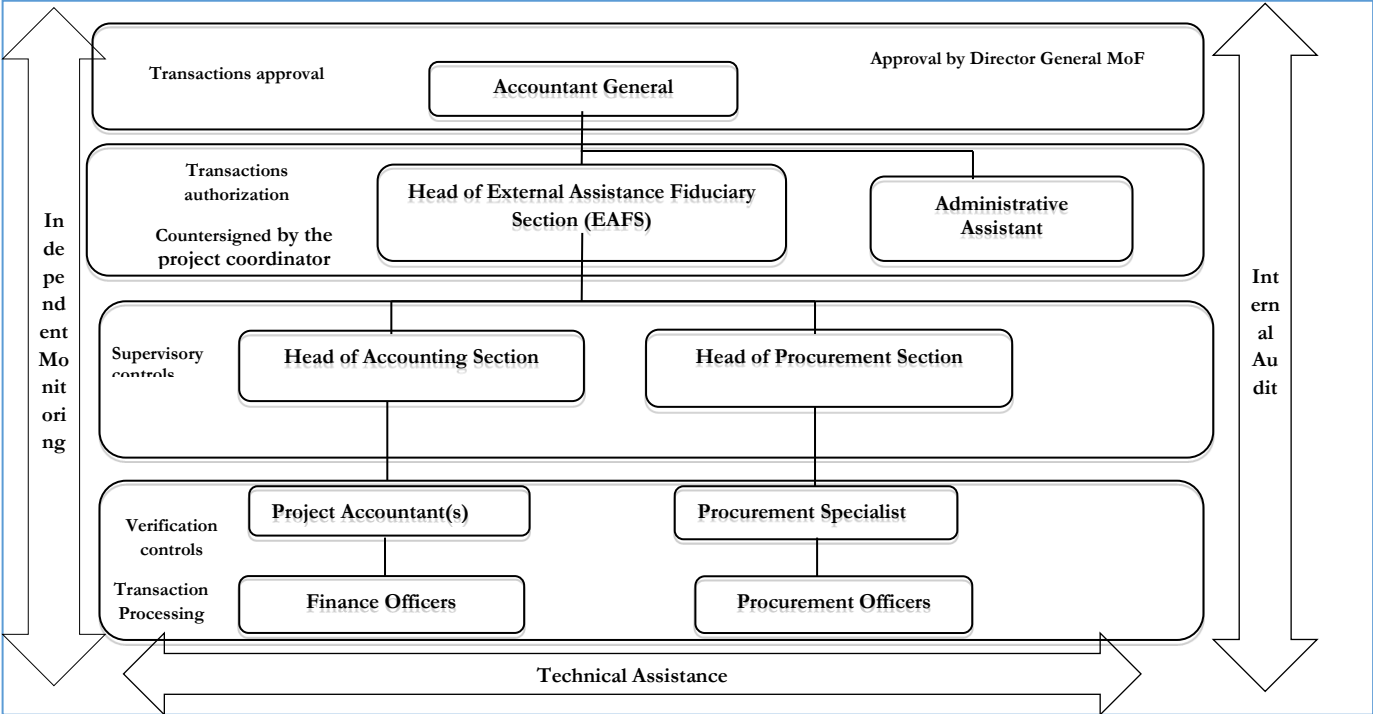 Transactions approval
Approval by Director General MoF
Accountant General
Transactions
authorization
Countersigned by the
project coordinator
Head of External Assistance Fiduciary
Section (EAFS)
Administrative
Assistant
In
de
pe
nd
ent
Mo
nit
ori
ng
Int
ern
al
Au
dit
Supervisory
controls
Head of Accounting Section
Head of Procurement Section
Verification
controls
Project Accountant(s)
Procurement Specialist
Transaction
Processing
Finance Officers
Procurement Officers
Technical Assistance